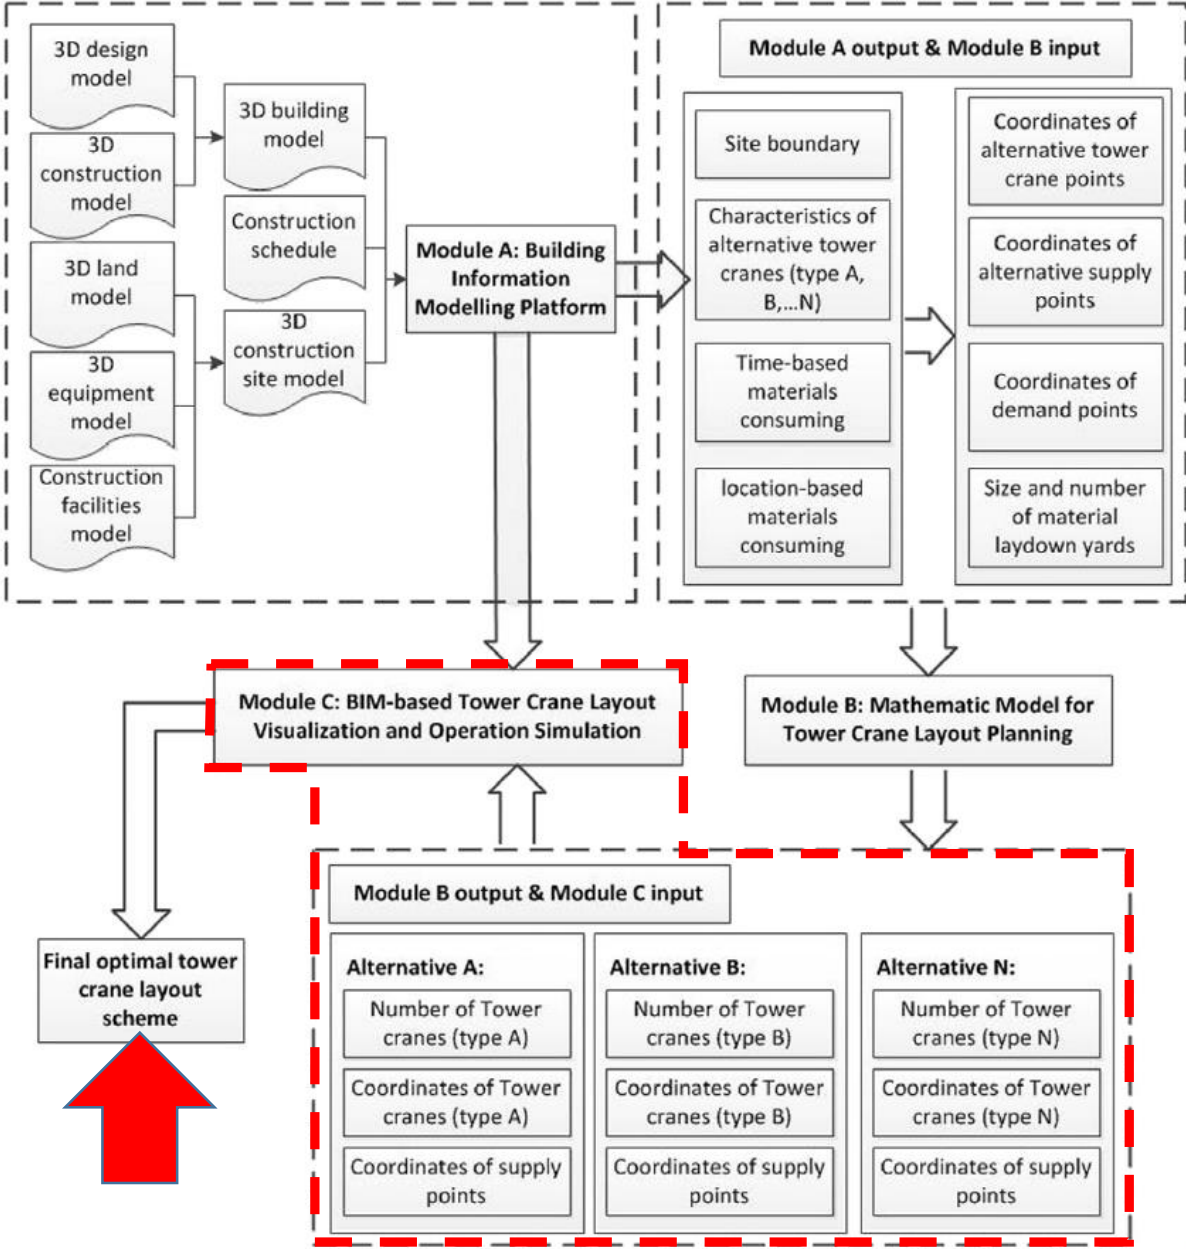 3D design
model
3D
construction
model
3D land
model
3D
equipment
model
Construction
facilities
model
3D building
model
Construction
schedule
3D
construction
site model
Module A: Building
Information
Modelling Platform
Module A output & Module B input
Site boundary
Characteristics of
alternative tower
cranes (type A,
B,...N)
Time-based
materials
consuming
location-based
materials
consuming
Coordinates of
alternative tower
crane points
Coordinates of
alternative supply
points
Coordinates of
demand points
Size and number
of material
laydown yards
Module C: BIM-based Tower Crane Layout
Visualization and Operation Simulation
Module B: Mathematic Model for
Tower Crane Layout Planning
Final optimal tower
crane layout
scheme
Module B output & Module C input
Alternative A:
Number of Tower
cranes (type A)
Coordinates of Tower
cranes (type A)
Coordinates of supply
points
Alternative B:
Number of Tower
cranes (type B)
Coordinates of Tower
cranes (type B)
Coordinates of supply
points
Alternative N:
Number of Tower
cranes (type N)
Coordinates of Tower
cranes (type N)
Coordinates of supply
points